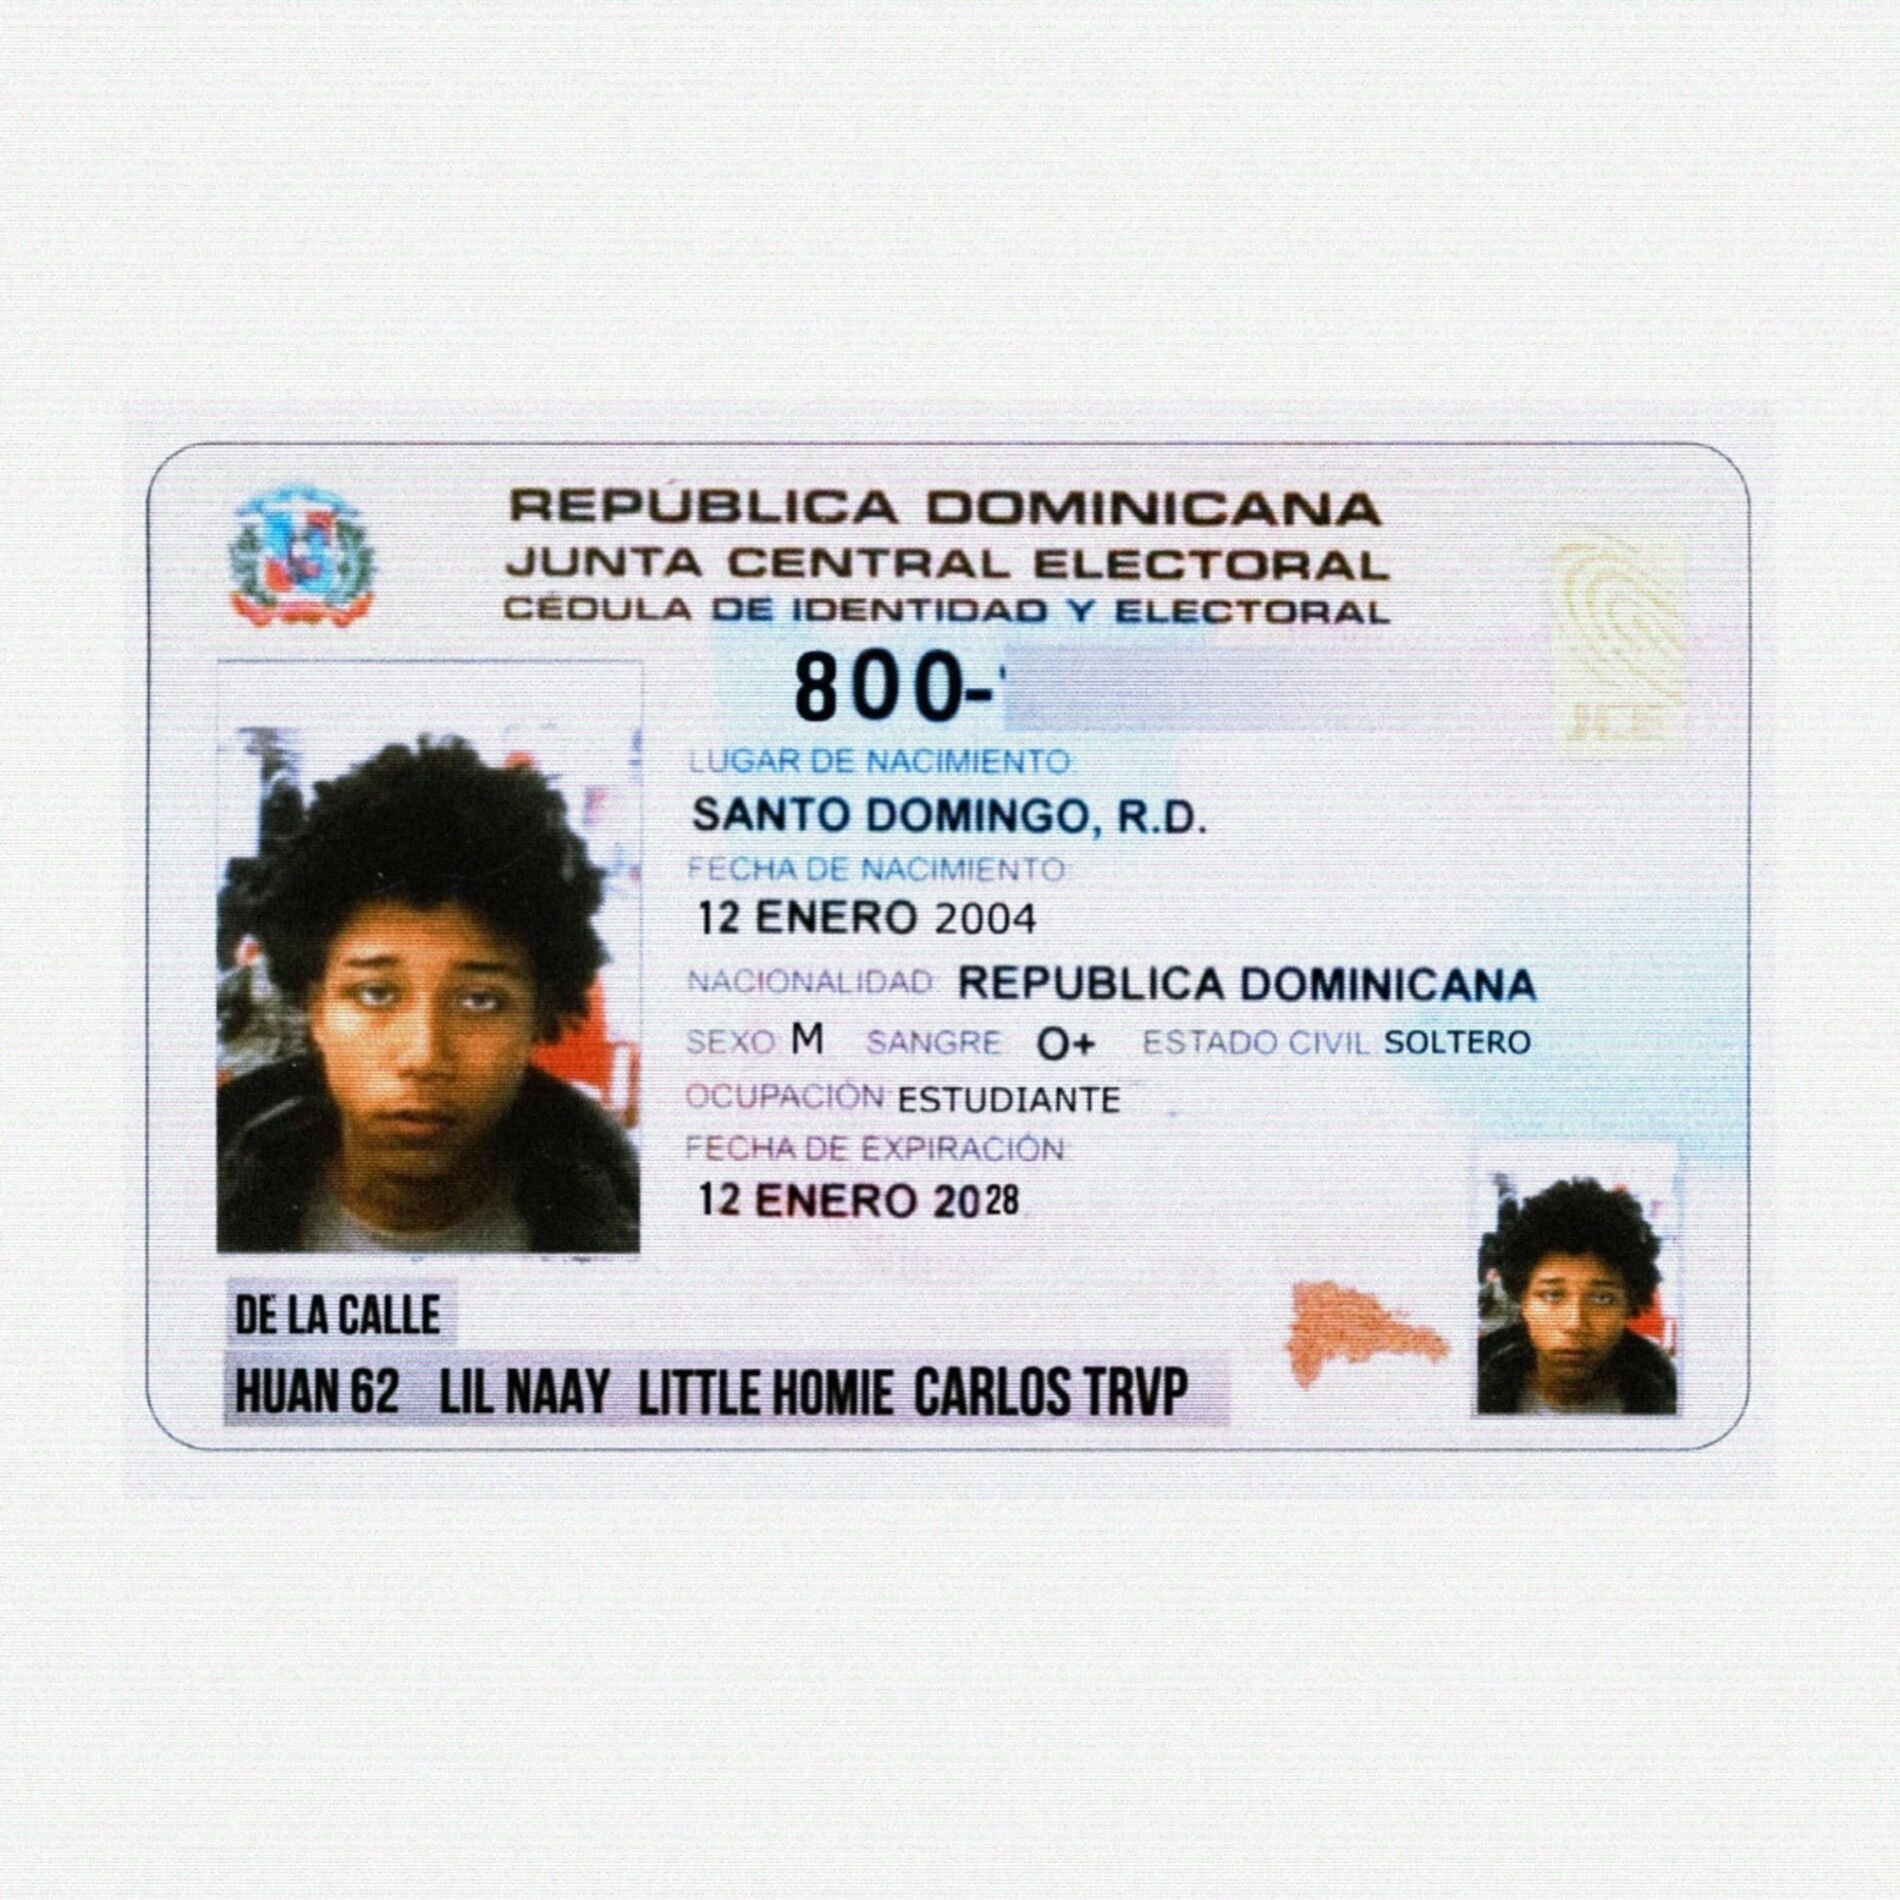 REPÚBLICA DOMINICANA
JUNTA CENTRAL ELECTORAL
CÉDULA DE IDENTIDAD Y ELECTORAL
800-
JCE
LUGAR DE NACIMIENTO
SANTO DOMINGO, R.D.
FECHA DE NACIMIENTO
12 ENERO 2004
NACIONALIDAD: REPUBLICA DOMINICANA
SEXO M SANGRE: O+ ESTADO CIVIL: SOLTERO
OCUPACIÓN: ESTUDIANTE
FECHA DE EXPIRACIÓN:
12 ENERO 2028
DE LA CALLE
HUAN 62 LIL NAAY LITTLE HOMIE CARLOS TRVP